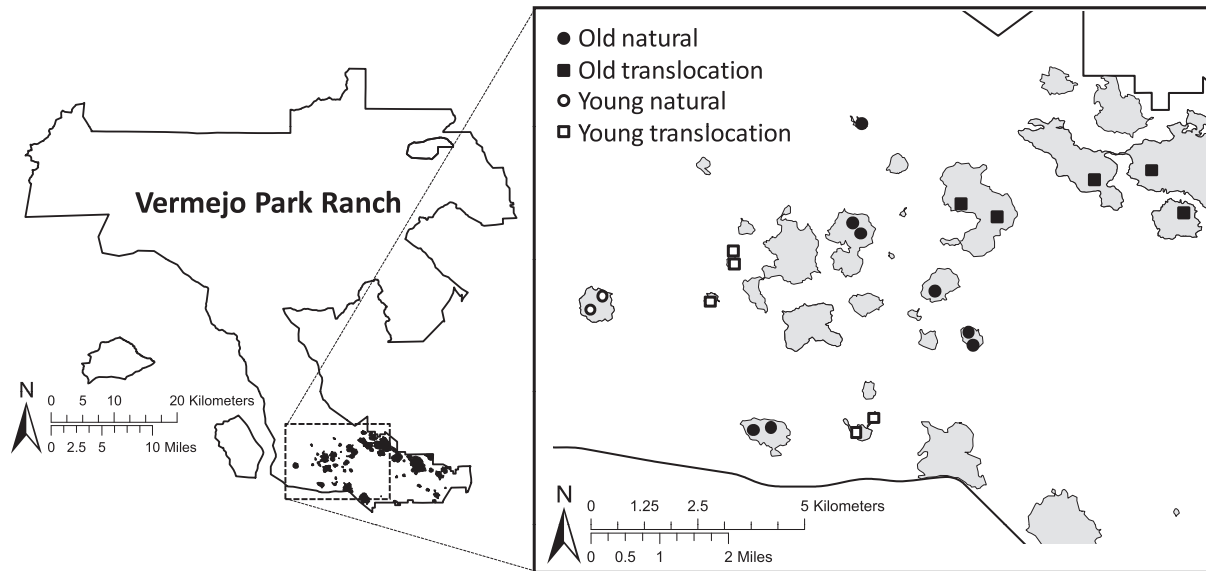 Vermejo Park Ranch
N
0 5 10 20 Kilometers
0 2.5 5 10 Miles
Old natural
Old translocation
Young natural
Young translocation
N
0 1.25 2.5 5 Kilometers
0 0.5 1 2 Miles